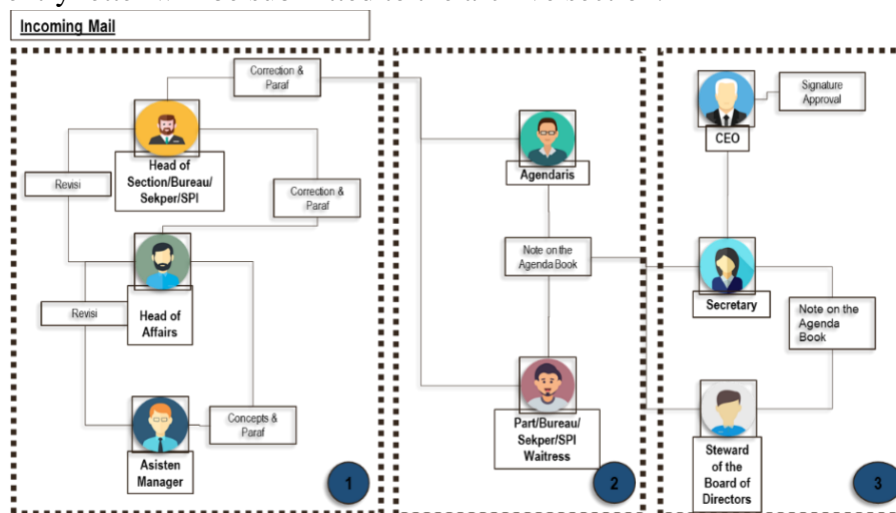 Incoming Mail
Correction &
Paraf
Head of
Section/Bureau/
Sekper/SPI
Revisi
Correction &
Paraf
Head of
Affairs
Revisi
Concepts &
Paraf
Asisten
Manager
1
Agendaris
Note on the
Agenda Book
Part/Bureau/
Sekper/SPI
Waitress
2
Signature
Approval
CEO
Secretary
Note on the
Agenda
Book
Steward
of the
Board of
Directors
3